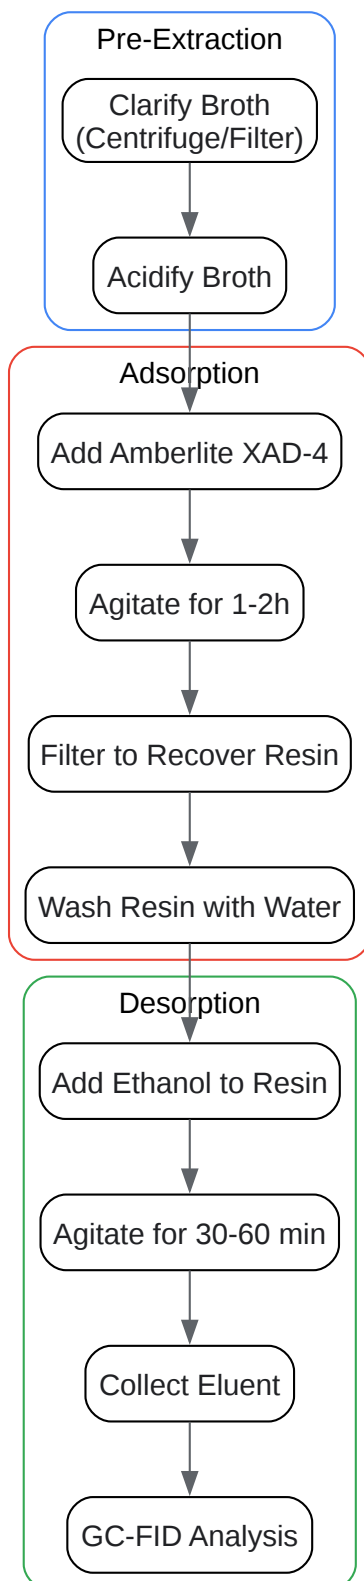 Pre-Extraction
Clarify Broth
(Centrifuge/Filter)
Acidify Broth
Adsorption
Add Amberlite XAD-4
Agitate for 1-2h
Filter to Recover Resin
Wash Resin with Water
Desorption
Add Ethanol to Resin
Agitate for 30-60 min
Collect Eluent
GC-FID Analysis